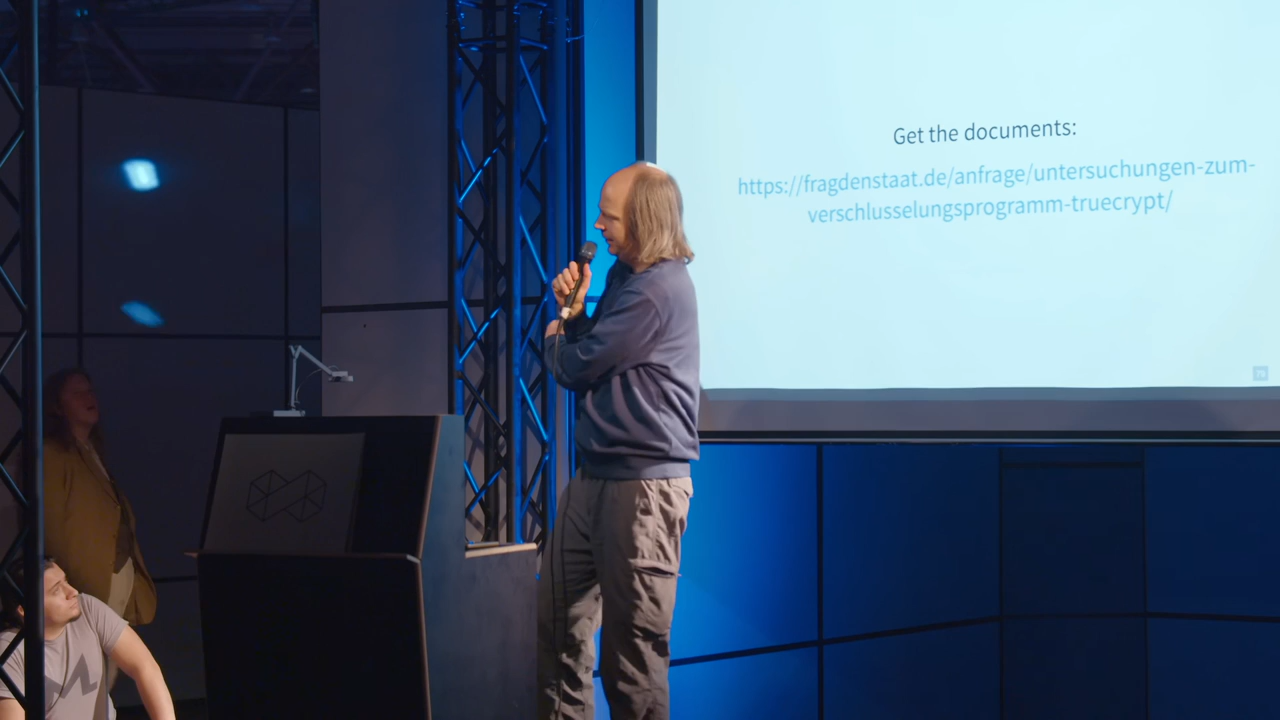 Get the documents:
https://fragdenstaat.de/anfrage/untersuchungen-zum-
verschlusselungsprogramm-truecrypt/